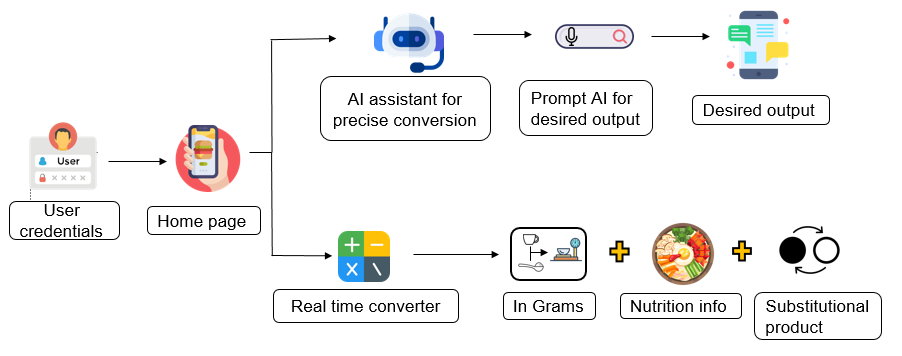 AI assistant for
precise conversion
Prompt AI for
desired output
Desired output
User
× × × ×
User
credentials
Home page
+ −
× \
Real time converter
In Grams
Nutrition info
Substitutional
product